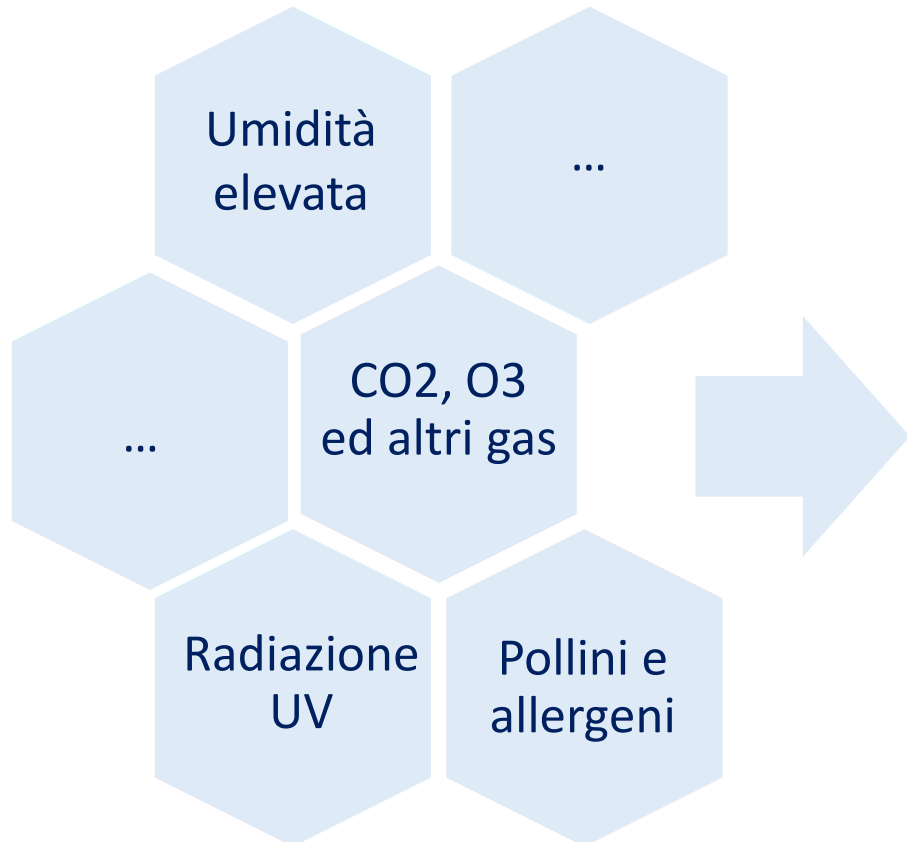 Umidità
elevata
...
CO2, O3
ed altri gas
...
Radiazione
UV
Pollini e
allergeni